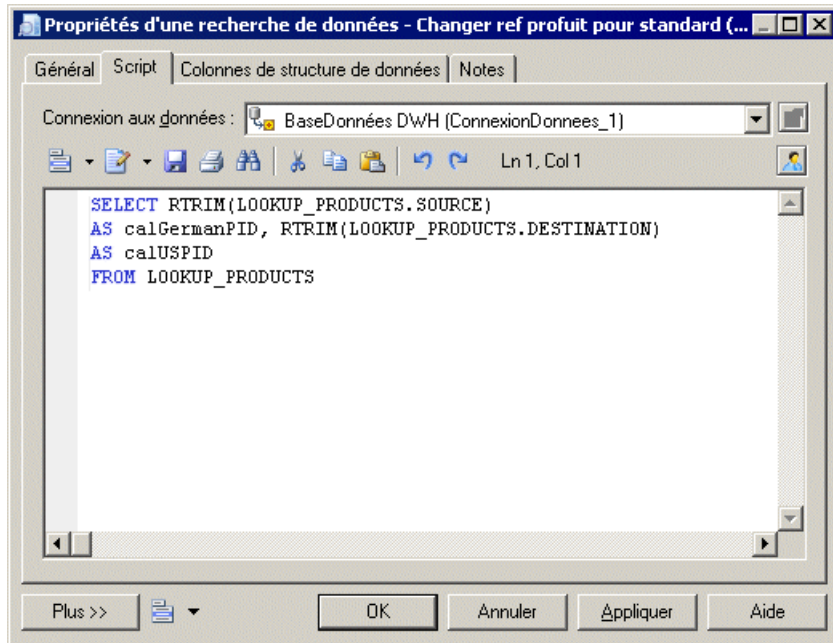 Propriétés d'une recherche de données - Changer ref profuit pour standard (...
Général Script Colonnes de structure de données Notes
Connexion aux données : BaseDonnées DWH (ConnexionDonnees_1)
Ln 1, Col 1
SELECT RTRIM(LOOKUP_PRODUCTS.SOURCE)
AS calGermanPID, RTRIM(LOOKUP_PRODUCTS.DESTINATION)
AS calUSPID
FROM LOOKUP_PRODUCTS
Plus >> OK Annuler Appliquer Aide